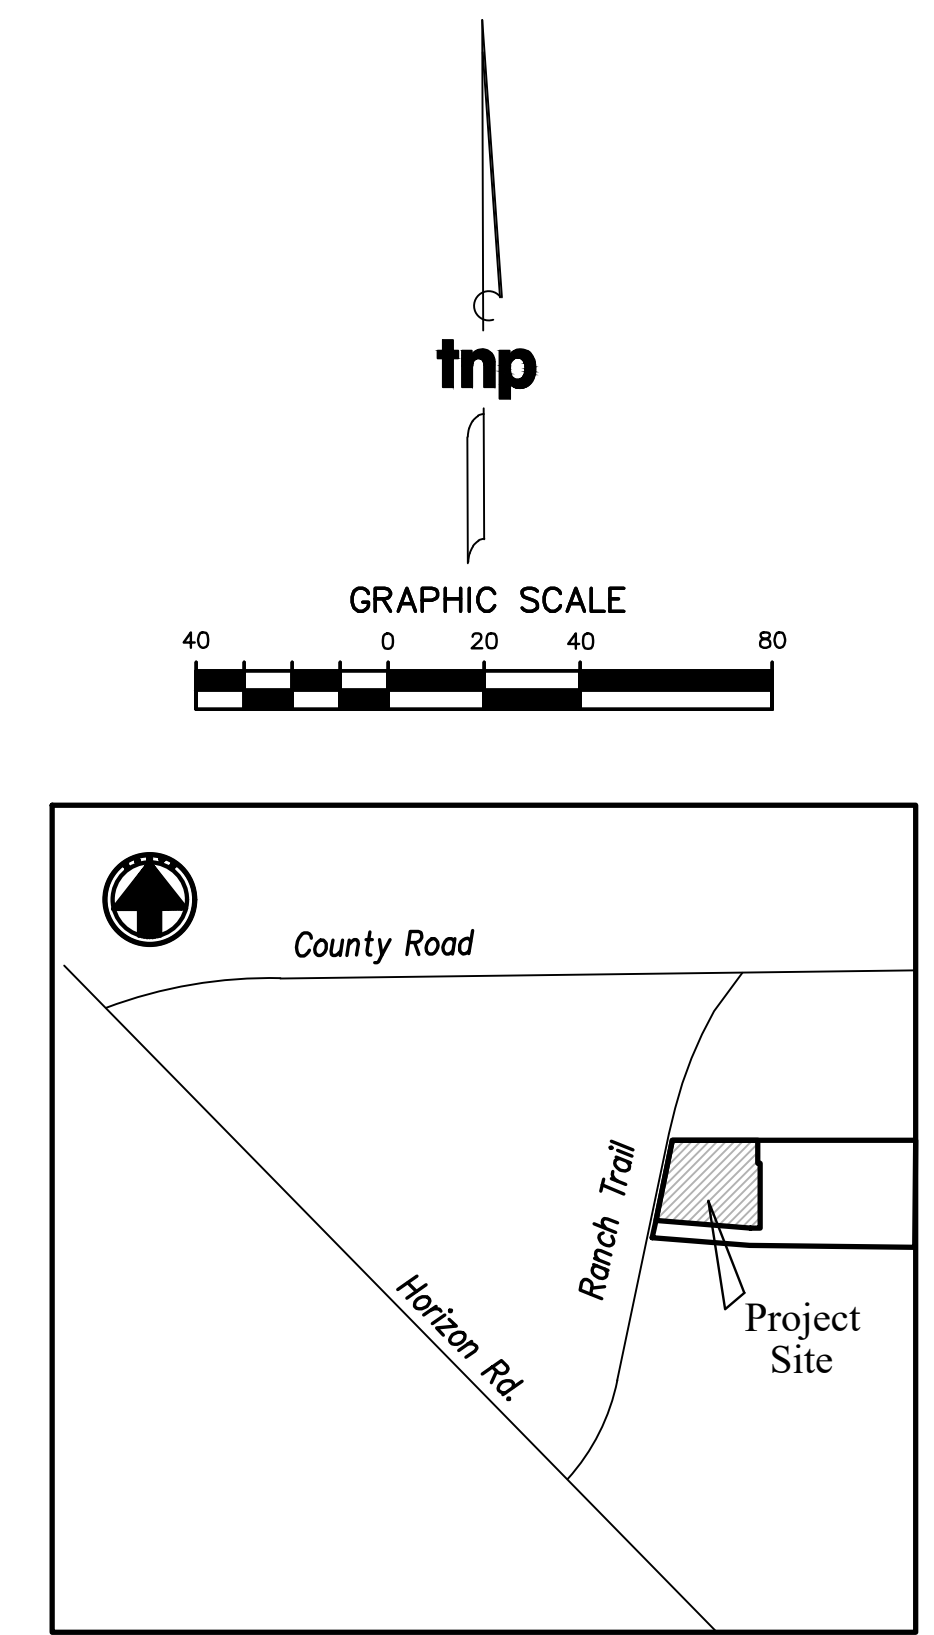 tnp
GRAPHIC SCALE
40 0 20 40 80
County Road
Ranch Trail
Horizon Rd.
Project
Site